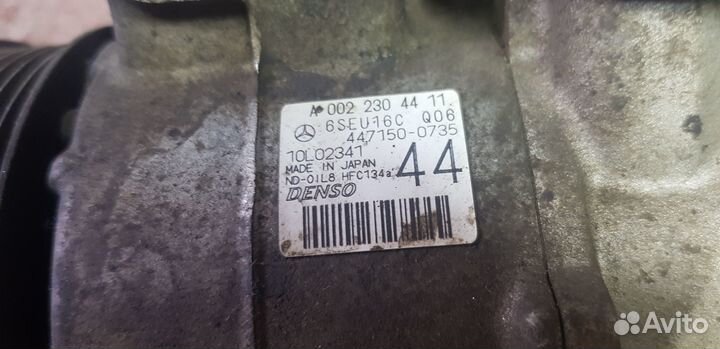 A 002 230 44 11.
6SEU16C Q06
447150-0735
10L02341
MADE IN JAPAN
ND-OIL8 HFC134a
44
DENSO
Avito